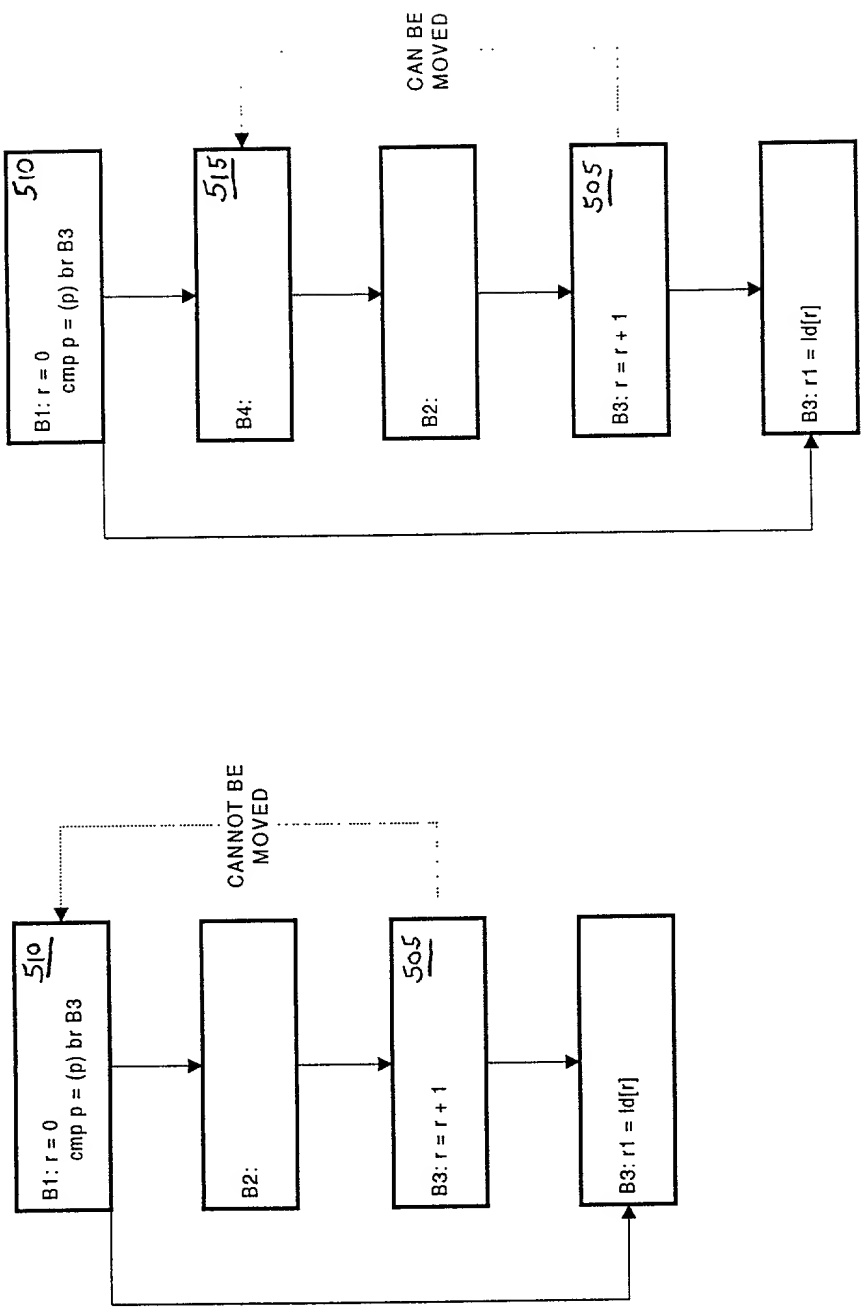 B1: r = 0
cmp p = (p) br B3
510
B2:
B3: r = r + 1
505
B3: r1 = ld[r]
CANNOT BE
MOVED
B1: r = 0
cmp p = (p) br B3
510
B4:
515
B2:
B3: r = r + 1
505
B3: r1 = ld[r]
CAN BE
MOVED